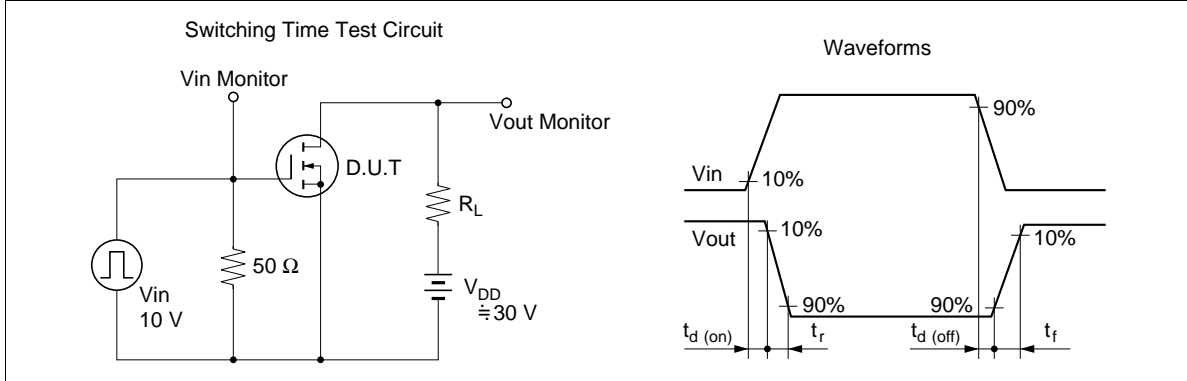 Switching Time Test Circuit
Vin Monitor
Vout Monitor
D.U.T
R_L
50 Ω
Vin
10 V
V_DD
≒30 V
Waveforms
Vin
10%
90%
Vout
10%
90%
90%
10%
t_d (on)
t_r
t_d (off)
t_f